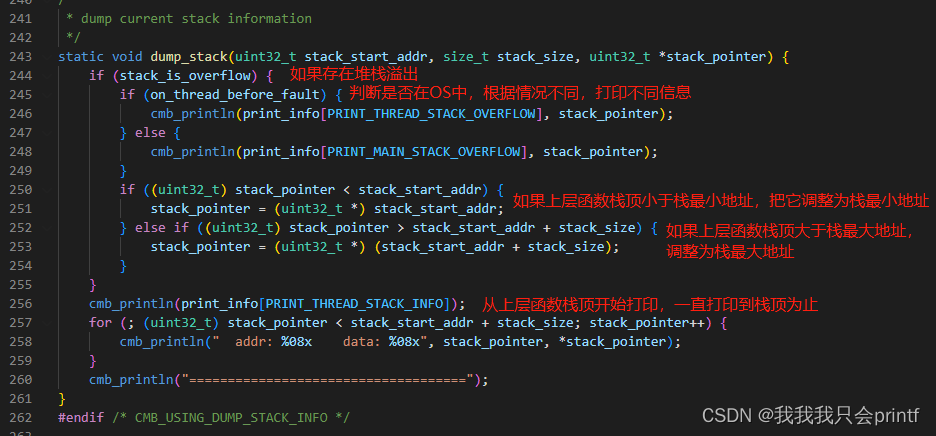 240 /
241 * dump current stack information
242 */
243 static void dump_stack(uint32_t stack_start_addr, size_t stack_size, uint32_t *stack_pointer) {
244 if (stack_is_overflow) { 如果存在堆栈溢出
245 if (on_thread_before_fault) { 判断是否在OS中，根据情况不同，打印不同信息
246 cmb_println(print_info[PRINT_THREAD_STACK_OVERFLOW], stack_pointer);
247 } else {
248 cmb_println(print_info[PRINT_MAIN_STACK_OVERFLOW], stack_pointer);
249 }
250 if ((uint32_t) stack_pointer < stack_start_addr) {
251 stack_pointer = (uint32_t *) stack_start_addr; 如果上层函数栈顶小于栈最小地址，把它调整为栈最小地址
252 } else if ((uint32_t) stack_pointer > stack_start_addr + stack_size) { 如果上层函数栈顶大于栈最大地址，
253 stack_pointer = (uint32_t *) (stack_start_addr + stack_size); 调整为栈最大地址
254 }
255 }
256 cmb_println(print_info[PRINT_THREAD_STACK_INFO]); 从上层函数栈顶开始打印，一直打印到栈顶为止
257 for (; (uint32_t) stack_pointer < stack_start_addr + stack_size; stack_pointer++) {
258 cmb_println("  addr: %08x    data: %08x", stack_pointer, *stack_pointer);
259 }
260 cmb_println("====================================");
261 }
262 #endif /* CMB_USING_DUMP_STACK_INFO */
CSDN @我我我只会printf